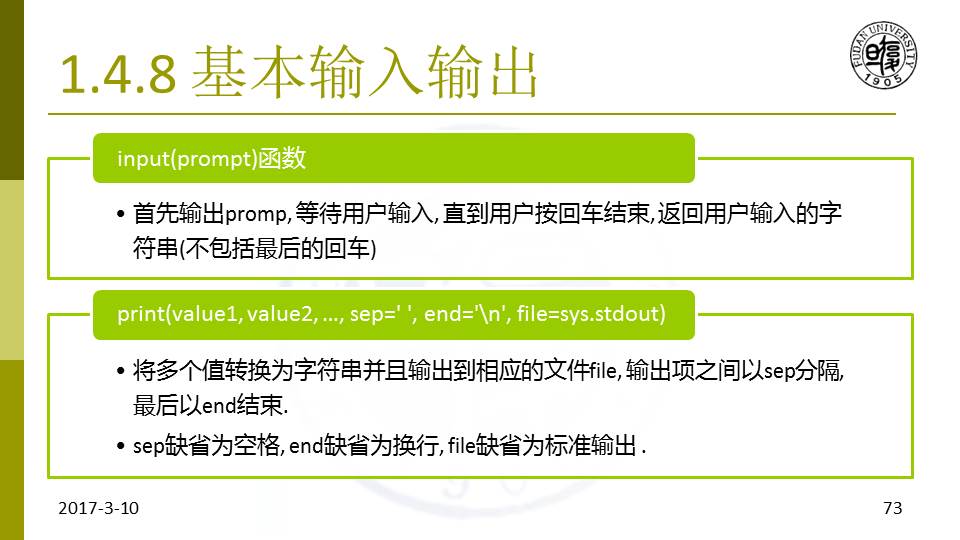 1.4.8 基本输入输出
FUDAN UNIVERSITY
1905
input(prompt)函数
• 首先输出promp, 等待用户输入, 直到用户按回车结束, 返回用户输入的字
符串(不包括最后的回车)
print(value1, value2, ..., sep=' ', end='\n', file=sys.stdout)
• 将多个值转换为字符串并且输出到相应的文件file, 输出项之间以sep分隔,
最后以end结束.
• sep缺省为空格, end缺省为换行, file缺省为标准输出 .
2017-3-10
73